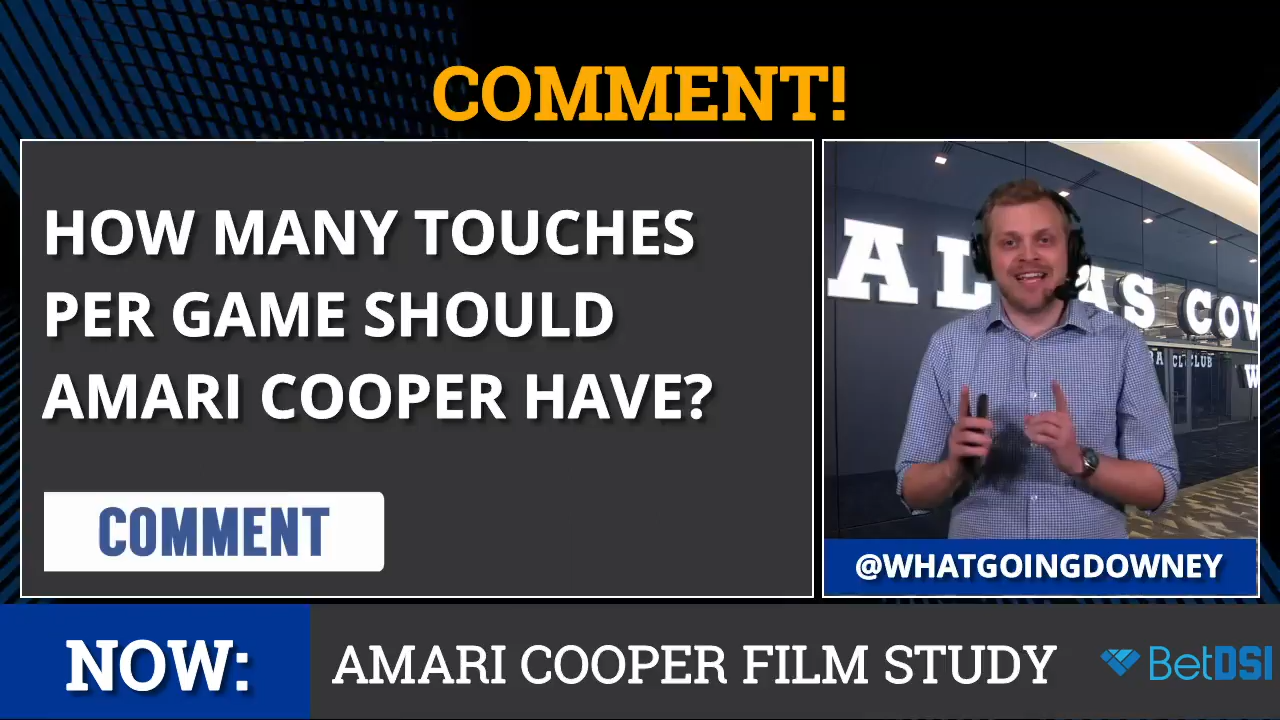 COMMENT!
HOW MANY TOUCHES
PER GAME SHOULD
AMARI COOPER HAVE?
COMMENT
@WHATGOINGDOWNEY
NOW:
AMARI COOPER FILM STUDY
BetDSI